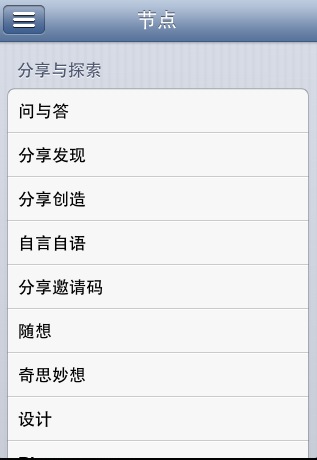 节点
分享与探索
问与答
分享发现
分享创造
自言自语
分享邀请码
随想
奇思妙想
设计